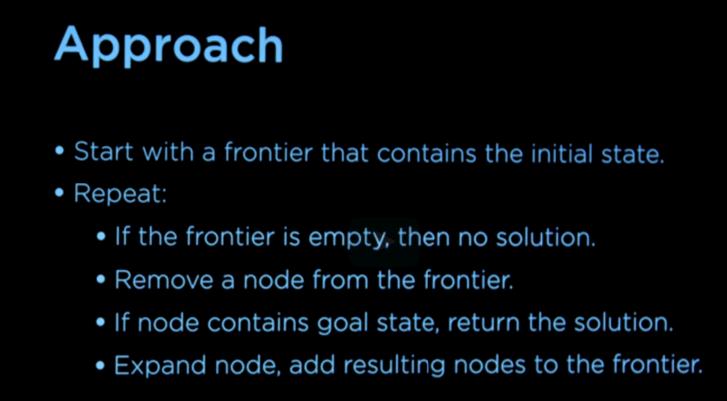 Approach
• Start with a frontier that contains the initial state.
• Repeat:
• If the frontier is empty, then no solution.
• Remove a node from the frontier.
• If node contains goal state, return the solution.
• Expand node, add resulting nodes to the frontier.